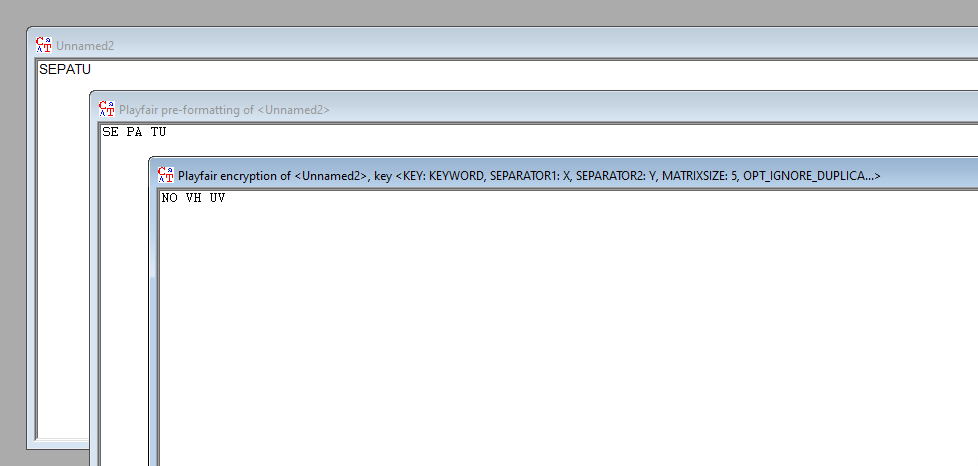 Unnamed2
SEPATU
Playfair pre-formatting of <Unnamed2>
SE PA TU
Playfair encryption of <Unnamed2>, key <KEY: KEYWORD, SEPARATOR1: X, SEPARATOR2: Y, MATRIXSIZE: 5, OPT_IGNORE_DUPLICA...>
NO VH UV